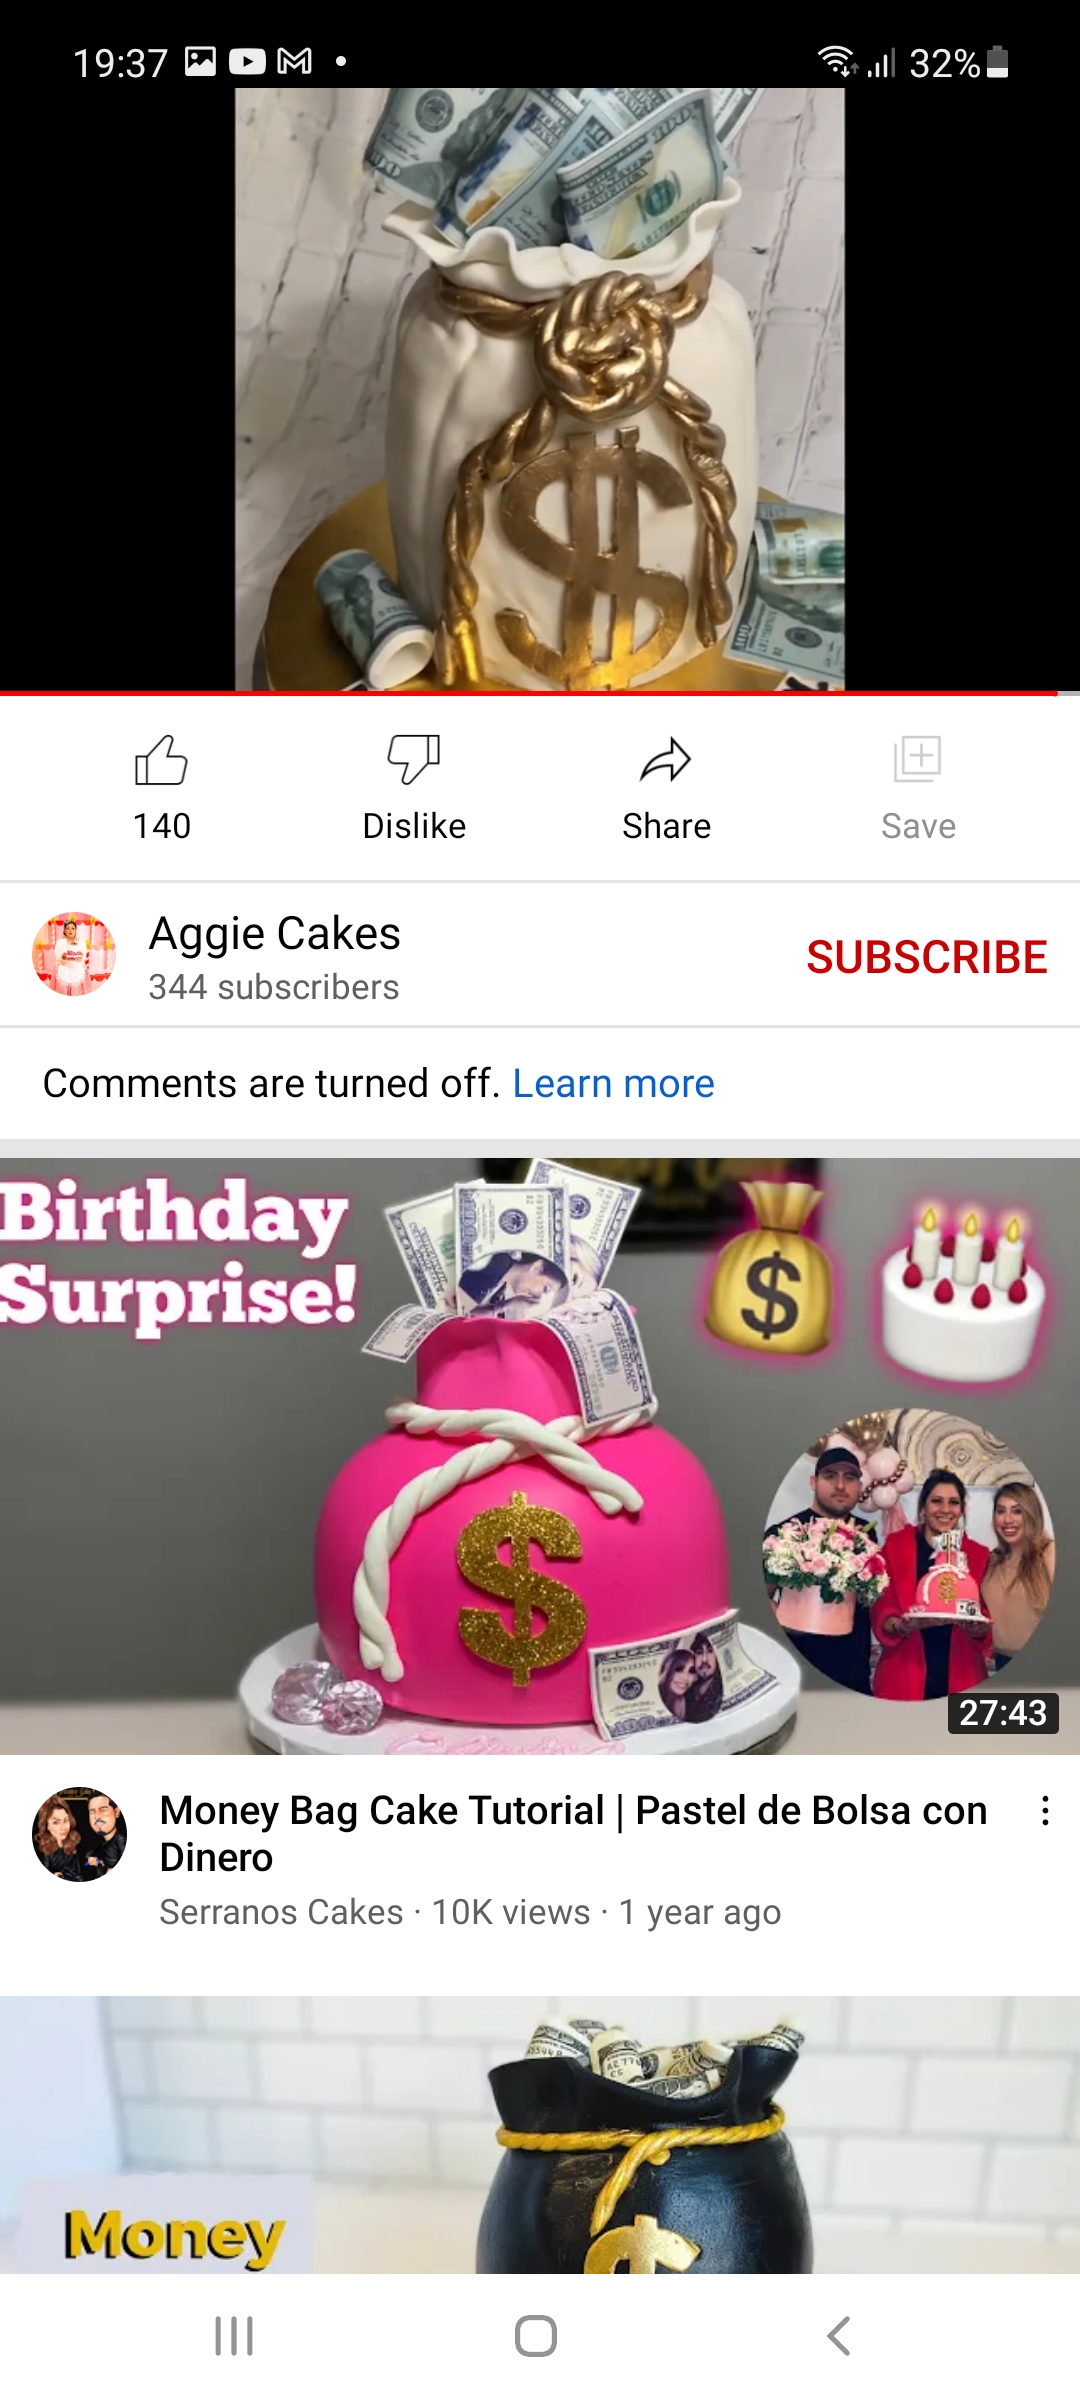 19:37
32%
140
Dislike
Share
Save
Aggie Cakes
344 subscribers
SUBSCRIBE
Comments are turned off. Learn more
Birthday
Surprise!
27:43
Money Bag Cake Tutorial | Pastel de Bolsa con
Dinero
Serranos Cakes · 10K views · 1 year ago
Money